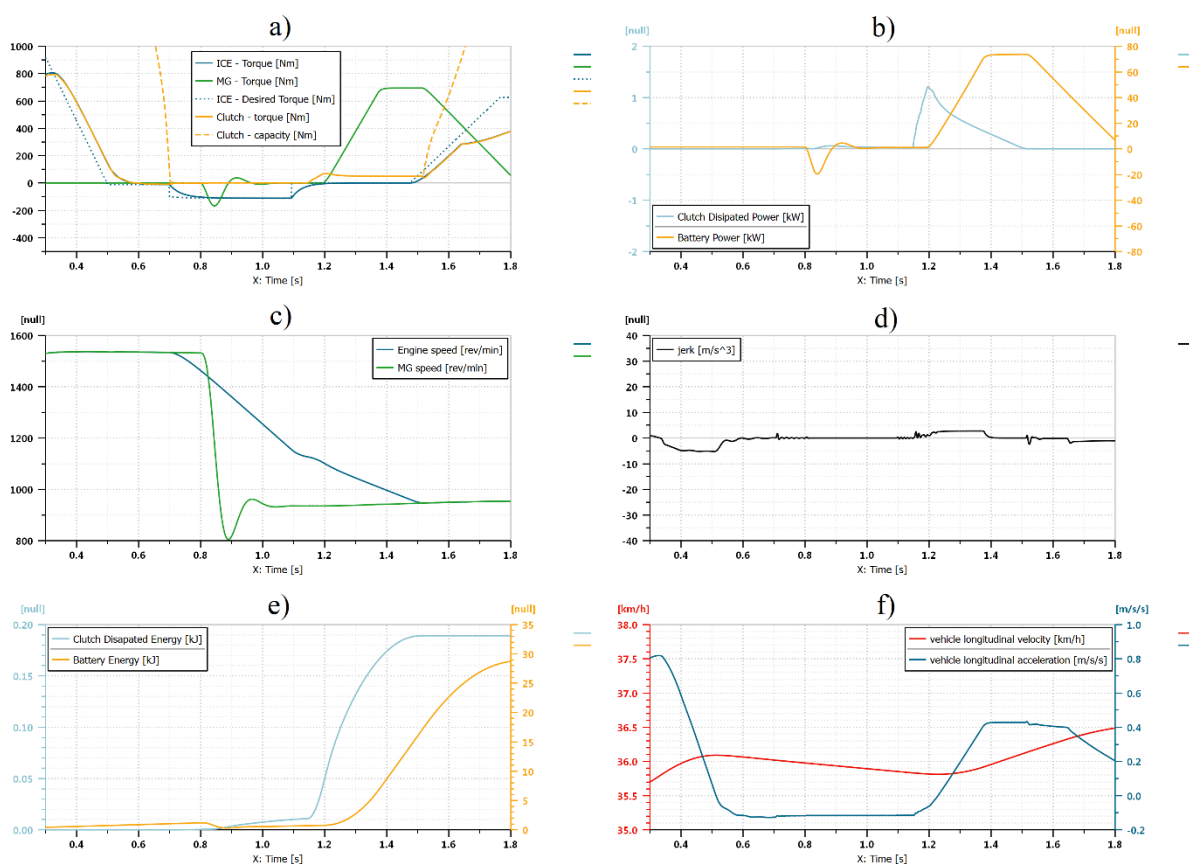 a)
1000
800
600
400
200
0
-200
-400
ICE - Torque [Nm]
MG - Torque [Nm]
ICE - Desired Torque [Nm]
Clutch - torque [Nm]
Clutch - capacity [Nm]
0.4 0.6 0.8 1.0 1.2 1.4 1.6 1.8
X: Time [s]
b)
[null] [null]
2
1
0
-1
-2
80
60
40
20
0
-20
-40
-60
-80
Clutch Disipated Power [kW]
Battery Power [kW]
0.4 0.6 0.8 1.0 1.2 1.4 1.6 1.8
X: Time [s]
c)
[null]
1600
1400
1200
1000
800
Engine speed [rev/min]
MG speed [rev/min]
0.4 0.6 0.8 1.0 1.2 1.4 1.6 1.8
X: Time [s]
d)
[null]
40
35
30
25
20
15
10
5
0
-5
-10
-15
-20
-25
-30
-35
-40
jerk [m/s^3]
0.4 0.6 0.8 1.0 1.2 1.4 1.6 1.8
X: Time [s]
e)
[null] [null]
0.20
0.15
0.10
0.05
0.00
35
30
25
20
15
10
5
0
Clutch Disapated Energy [kJ]
Battery Energy [kJ]
0.4 0.6 0.8 1.0 1.2 1.4 1.6 1.8
X: Time [s]
f)
[km/h] [m/s/s]
38.0
37.5
37.0
36.5
36.0
35.5
35.0
1.0
0.8
0.6
0.4
0.2
0.0
-0.2
vehicle longitudinal velocity [km/h]
vehicle longitudinal acceleration [m/s/s]
0.4 0.6 0.8 1.0 1.2 1.4 1.6 1.8
X: Time [s]